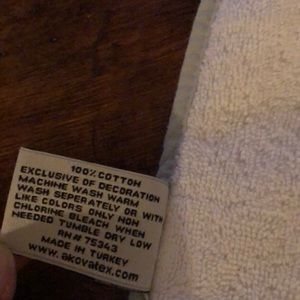 100% COTTON
EXCLUSIVE OF DECORATION
MACHINE WASH WARM
WASH SEPERATELY OR WITH
LIKE COLORS ONLY NON
CHLORINE BLEACH WHEN
NEEDED TUMBLE DRY LOW
RN# 75343
MADE IN TURKEY
www.akovatex.com